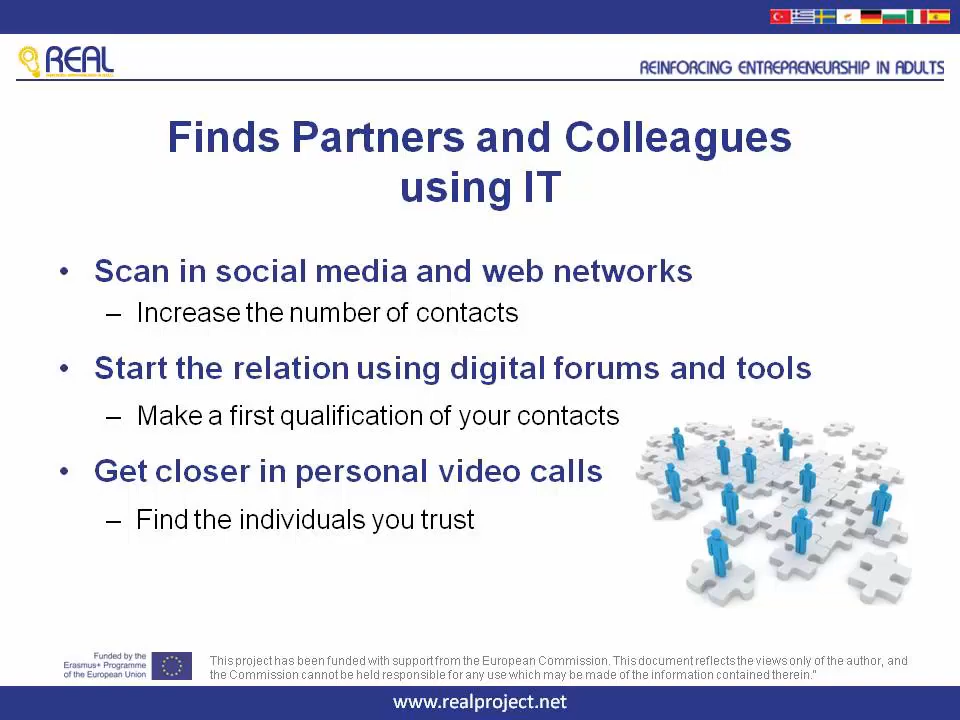 REAL
REINFORCING ENTREPRENEURSHIP IN ADULTS
Finds Partners and Colleagues
using IT
• Scan in social media and web networks
– Increase the number of contacts
• Start the relation using digital forums and tools
– Make a first qualification of your contacts
• Get closer in personal video calls
– Find the individuals you trust
Funded by the
Erasmus+ Programme
of the European Union
This project has been funded with support from the European Commission. This document reflects the views only of the author, and
the Commission cannot be held responsible for any use which may be made of the information contained therein."
www.realproject.net